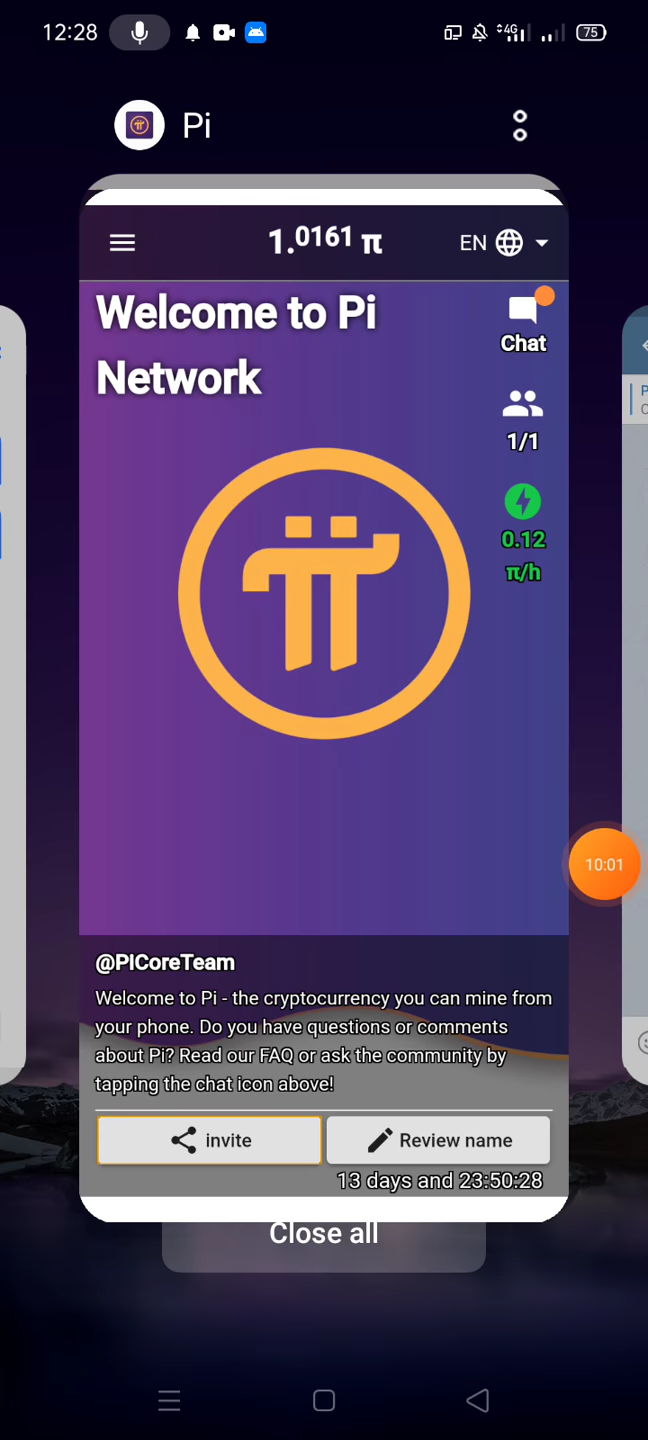 12:28
4G
75
Pi
1.0161 π
EN
Welcome to Pi
Network
Chat
1/1
0.12
π/h
10:01
@PiCoreTeam
Welcome to Pi - the cryptocurrency you can mine from
your phone. Do you have questions or comments
about Pi? Read our FAQ or ask the community by
tapping the chat icon above!
invite
Review name
13 days and 23:50:28
Close all